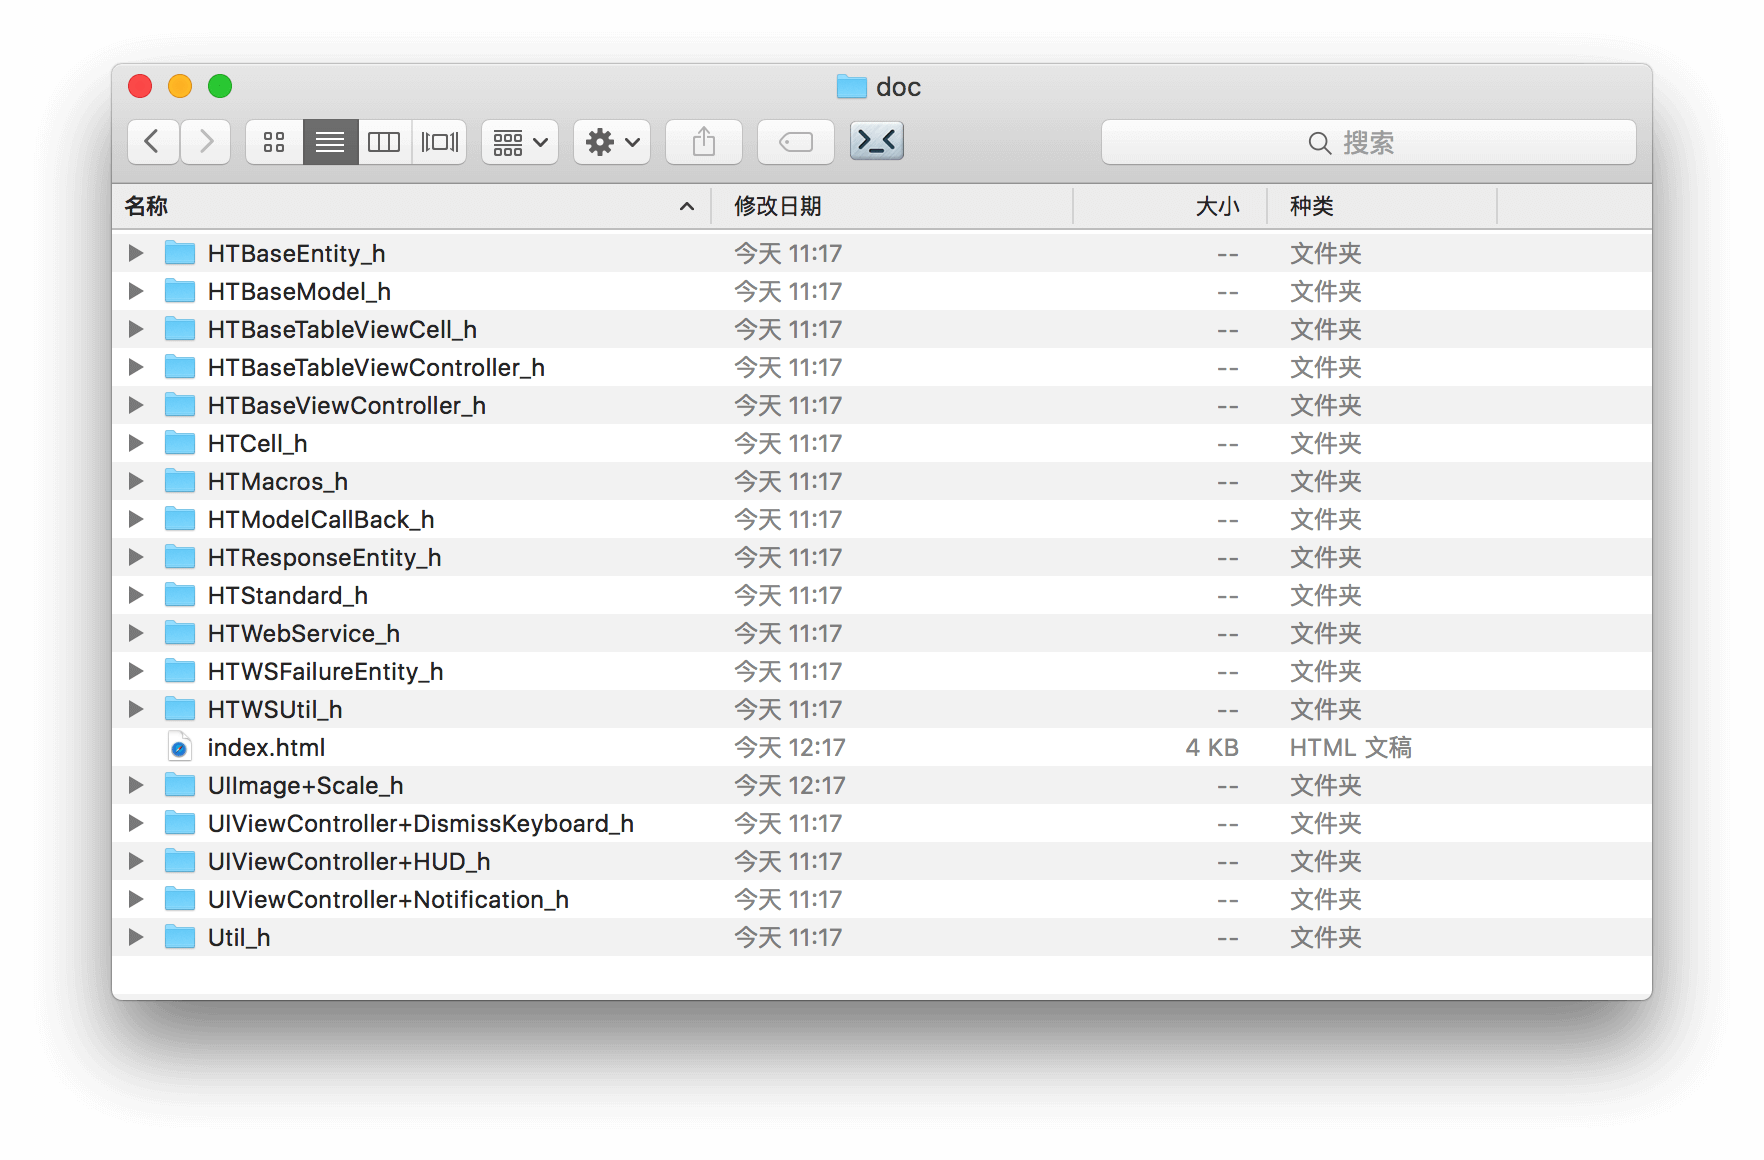 doc
搜索
名称 修改日期 大小 种类
HTBaseEntity_h 今天 11:17 -- 文件夹
HTBaseModel_h 今天 11:17 -- 文件夹
HTBaseTableViewCell_h 今天 11:17 -- 文件夹
HTBaseTableViewController_h 今天 11:17 -- 文件夹
HTBaseViewController_h 今天 11:17 -- 文件夹
HTCell_h 今天 11:17 -- 文件夹
HTMacros_h 今天 11:17 -- 文件夹
HTModelCallBack_h 今天 11:17 -- 文件夹
HTResponseEntity_h 今天 11:17 -- 文件夹
HTStandard_h 今天 11:17 -- 文件夹
HTWebService_h 今天 11:17 -- 文件夹
HTWSFailureEntity_h 今天 11:17 -- 文件夹
HTWSUtil_h 今天 11:17 -- 文件夹
index.html 今天 12:17 4 KB HTML 文稿
UIImage+Scale_h 今天 12:17 -- 文件夹
UIViewController+DismissKeyboard_h 今天 11:17 -- 文件夹
UIViewController+HUD_h 今天 11:17 -- 文件夹
UIViewController+Notification_h 今天 11:17 -- 文件夹
Util_h 今天 11:17 -- 文件夹